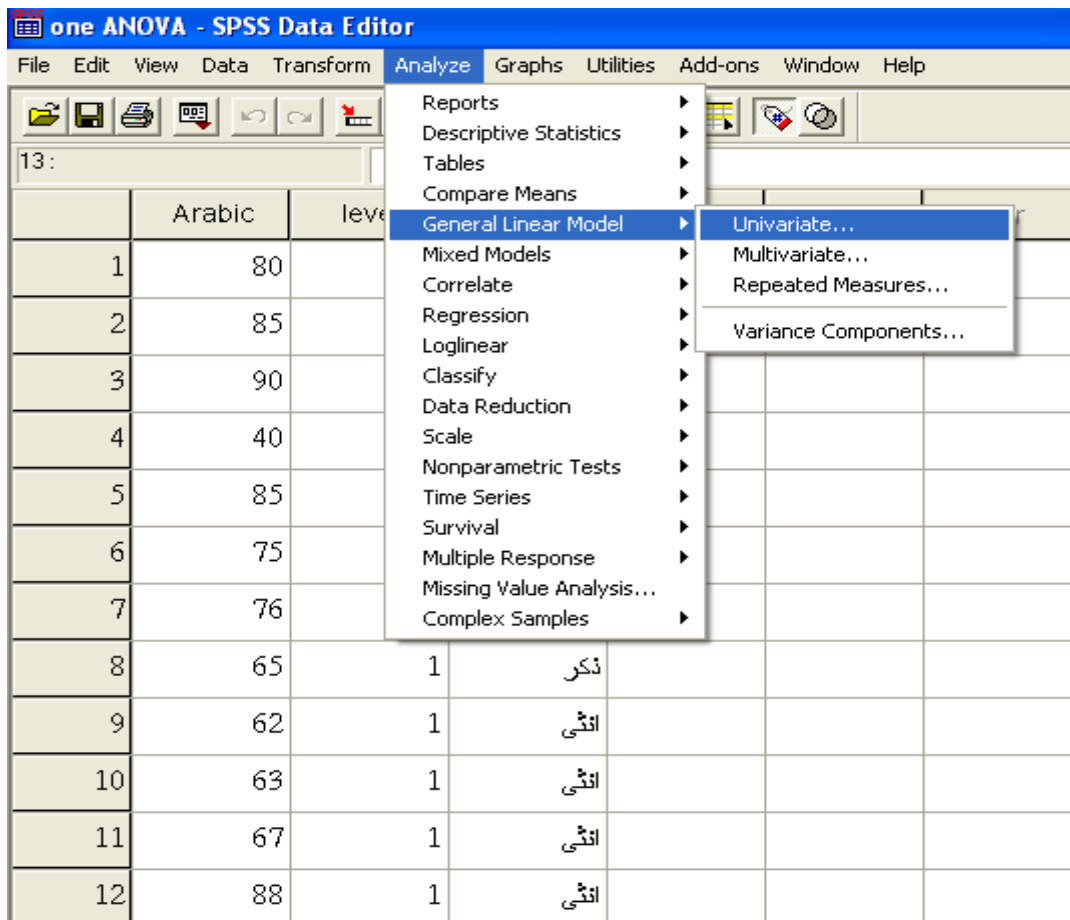 SPSS
one ANOVA - SPSS Data Editor
File Edit View Data Transform Analyze Graphs Utilities Add-ons Window Help
13 :
Reports
Descriptive Statistics
Tables
Compare Means
General Linear Model
Mixed Models
Correlate
Regression
Loglinear
Classify
Data Reduction
Scale
Nonparametric Tests
Time Series
Survival
Multiple Response
Missing Value Analysis...
Complex Samples
Univariate...
Multivariate...
Repeated Measures...
Variance Components...
Arabic leve
1 80
2 85
3 90
4 40
5 85
6 75
7 76
8 65 1 ذكر
9 62 1 انثى
10 63 1 انثى
11 67 1 انثى
12 88 1 انثى